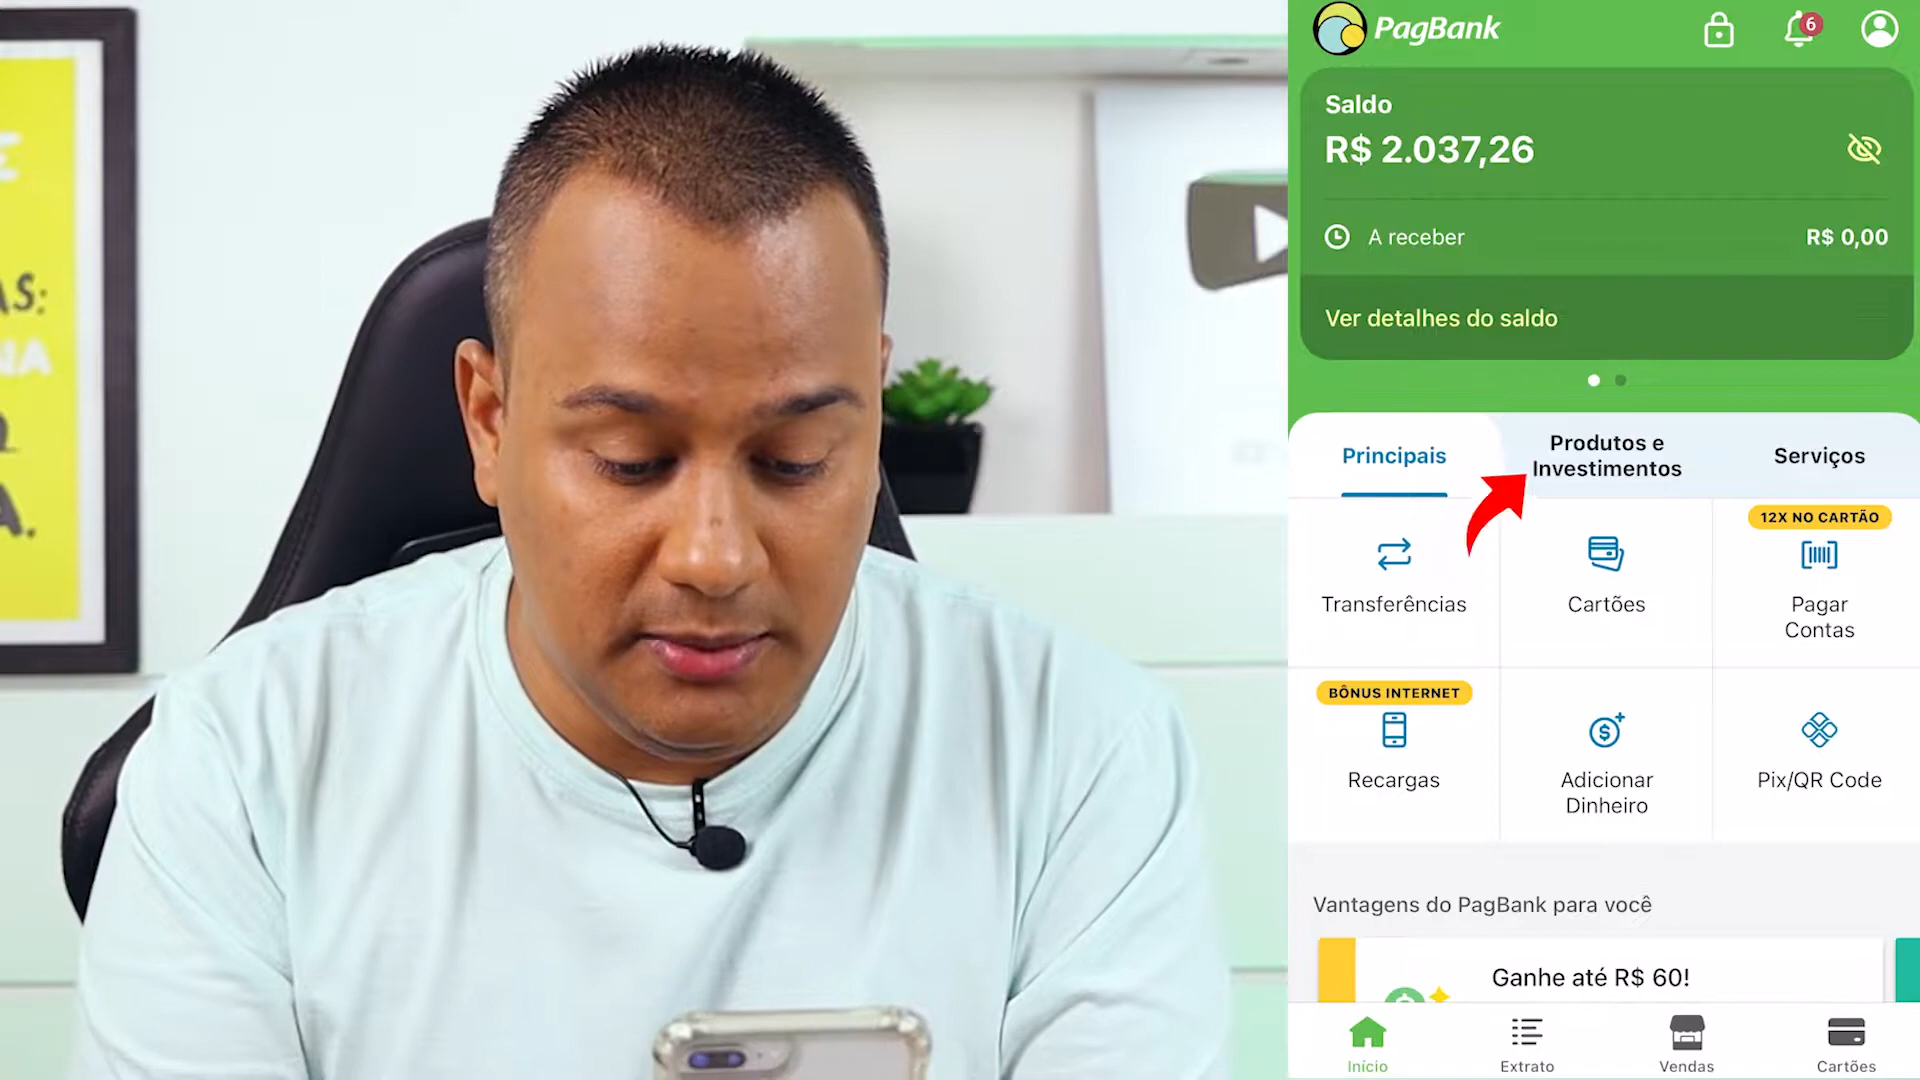 AS:
NA
A.
PagBank
6
Saldo
R$ 2.037,26
A receber
R$ 0,00
Ver detalhes do saldo
Principais
Produtos e
Investimentos
Serviços
12X NO CARTÃO
Transferências
Cartões
Pagar
Contas
BÔNUS INTERNET
Recargas
Adicionar
Dinheiro
Pix/QR Code
Vantagens do PagBank para você
Ganhe até R$ 60!
Início
Extrato
Vendas
Cartões